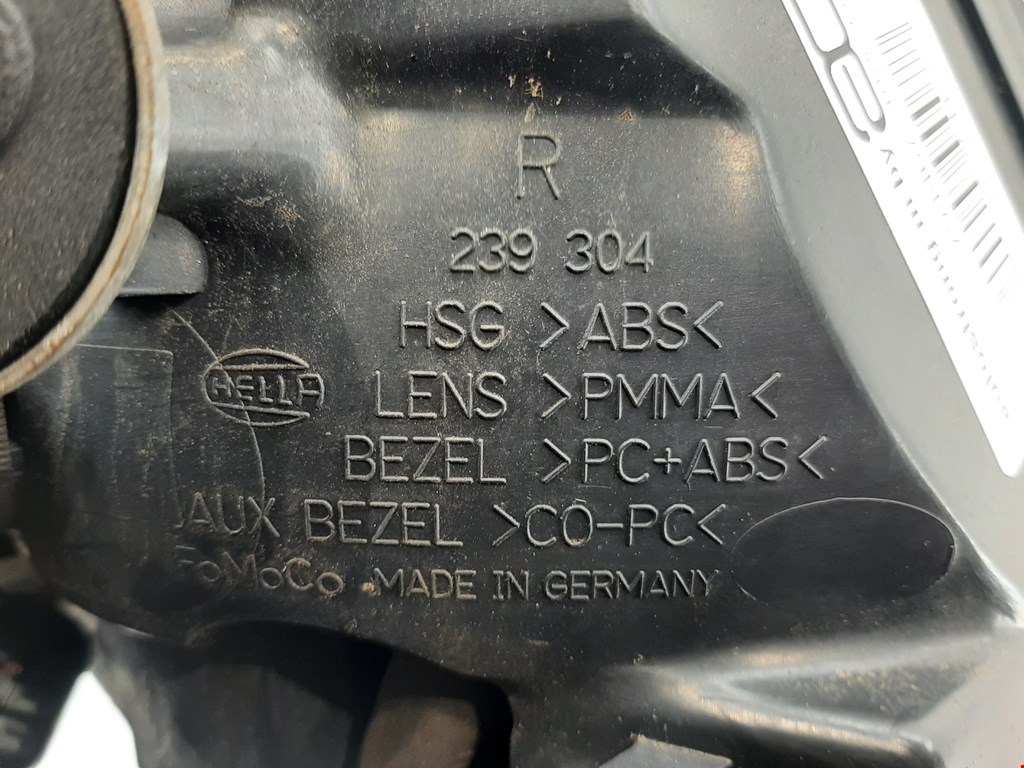 R
239 304
HSG >ABS<
HELLA
LENS >PMMA<
BEZEL >PC+ABS<
AUX BEZEL >CO-PC<
FoMoCo MADE IN GERMANY